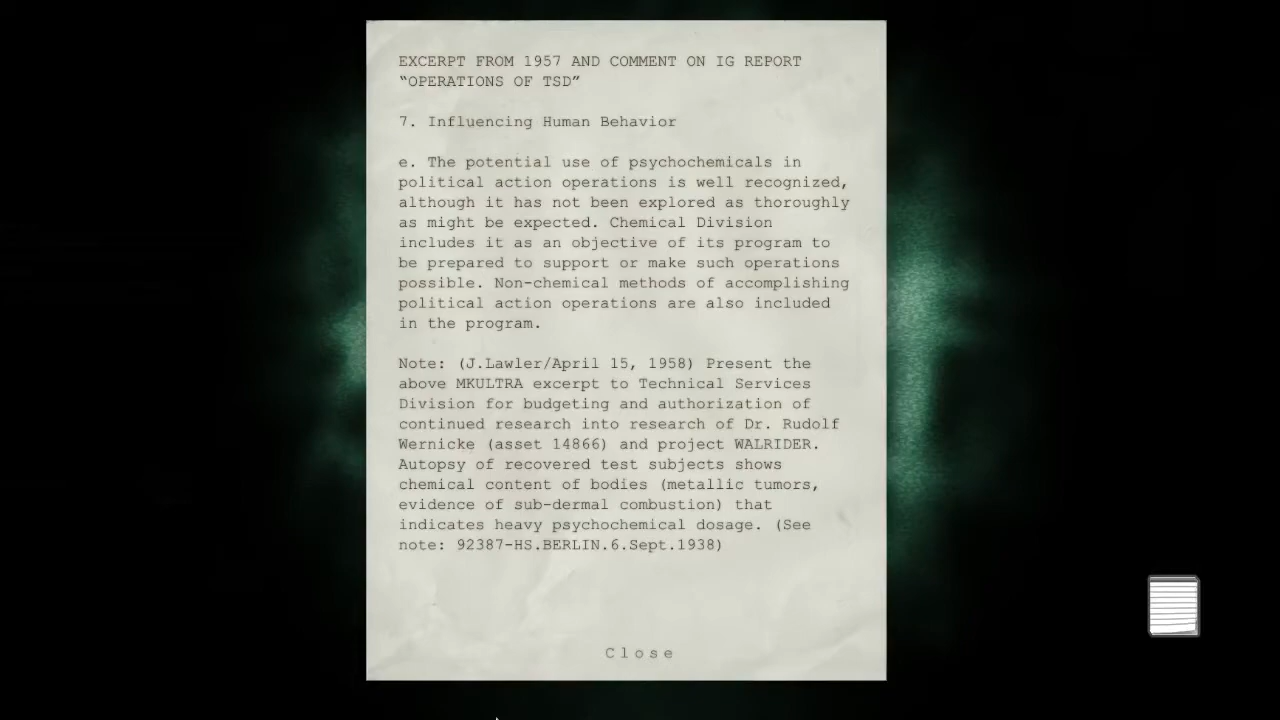 EXCERPT FROM 1957 AND COMMENT ON IG REPORT
“OPERATIONS OF TSD”
7. Influencing Human Behavior
e. The potential use of psychochemicals in
political action operations is well recognized,
although it has not been explored as thoroughly
as might be expected. Chemical Division
includes it as an objective of its program to
be prepared to support or make such operations
possible. Non-chemical methods of accomplishing
political action operations are also included
in the program.
Note: (J.Lawler/April 15, 1958) Present the
above MKULTRA excerpt to Technical Services
Division for budgeting and authorization of
continued research into research of Dr. Rudolf
Wernicke (asset 14866) and project WALRIDER.
Autopsy of recovered test subjects shows
chemical content of bodies (metallic tumors,
evidence of sub-dermal combustion) that
indicates heavy psychochemical dosage. (See
note: 92387-HS.BERLIN.6.Sept.1938)
Close